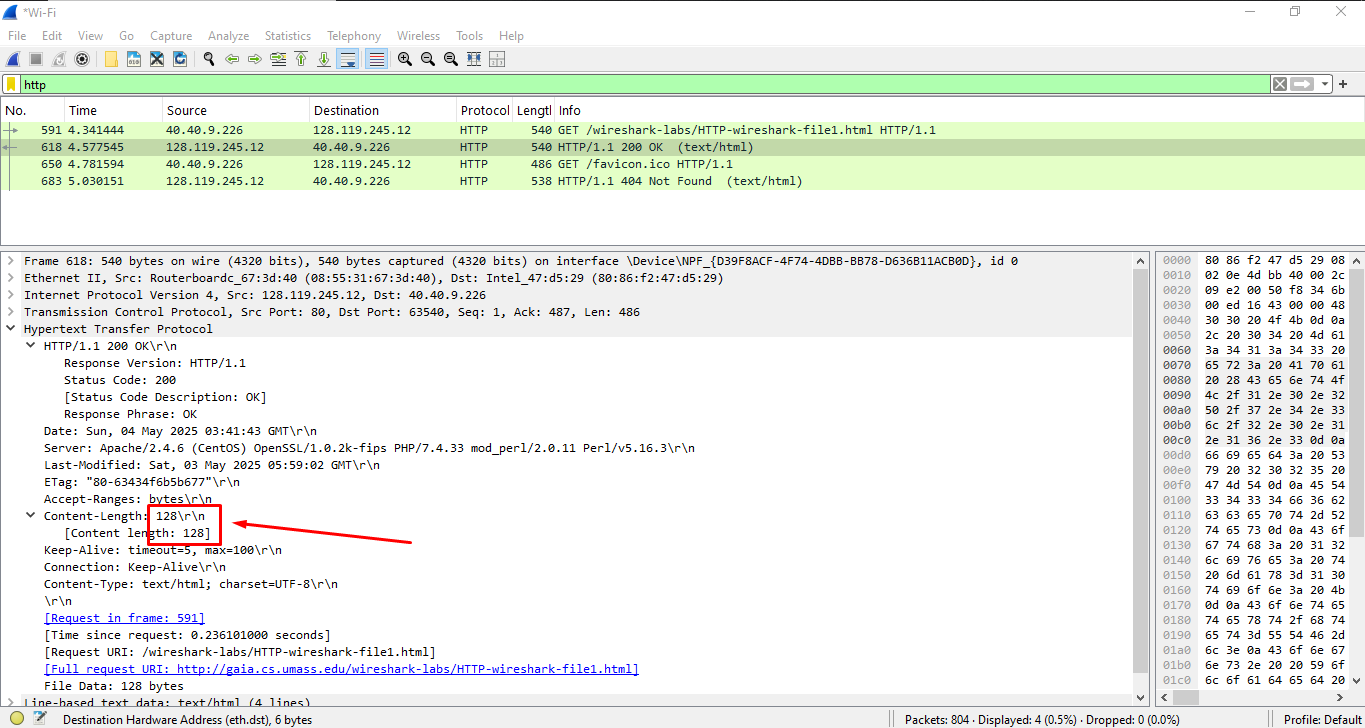 *Wi-Fi
File Edit View Go Capture Analyze Statistics Telephony Wireless Tools Help
http
No. Time Source Destination Protocol Lengtl Info
591 4.341444 40.40.9.226 128.119.245.12 HTTP 540 GET /wireshark-labs/HTTP-wireshark-file1.html HTTP/1.1
618 4.577545 128.119.245.12 40.40.9.226 HTTP 540 HTTP/1.1 200 OK (text/html)
650 4.781594 40.40.9.226 128.119.245.12 HTTP 486 GET /favicon.ico HTTP/1.1
683 5.030151 128.119.245.12 40.40.9.226 HTTP 538 HTTP/1.1 404 Not Found (text/html)
Frame 618: 540 bytes on wire (4320 bits), 540 bytes captured (4320 bits) on interface \Device\NPF_{D39F8ACF-4F74-4DBB-BB78-D636B11ACB0D}, id 0
Ethernet II, Src: Routerboardc_67:3d:40 (08:55:31:67:3d:40), Dst: Intel_47:d5:29 (80:86:f2:47:d5:29)
Internet Protocol Version 4, Src: 128.119.245.12, Dst: 40.40.9.226
Transmission Control Protocol, Src Port: 80, Dst Port: 63540, Seq: 1, Ack: 487, Len: 486
Hypertext Transfer Protocol
HTTP/1.1 200 OK\r\n
Response Version: HTTP/1.1
Status Code: 200
[Status Code Description: OK]
Response Phrase: OK
Date: Sun, 04 May 2025 03:41:43 GMT\r\n
Server: Apache/2.4.6 (CentOS) OpenSSL/1.0.2k-fips PHP/7.4.33 mod_perl/2.0.11 Perl/v5.16.3\r\n
Last-Modified: Sat, 03 May 2025 05:59:02 GMT\r\n
ETag: "80-63434f6b5b677"\r\n
Accept-Ranges: bytes\r\n
Content-Length: 128\r\n
[Content length: 128]
Keep-Alive: timeout=5, max=100\r\n
Connection: Keep-Alive\r\n
Content-Type: text/html; charset=UTF-8\r\n
\r\n
[Request in frame: 591]
[Time since request: 0.236101000 seconds]
[Request URI: /wireshark-labs/HTTP-wireshark-file1.html]
[Full request URI: http://gaia.cs.umass.edu/wireshark-labs/HTTP-wireshark-file1.html]
File Data: 128 bytes
Line-based text data: text/html (4 lines)
0000 80 86 f2 47 d5 29 08
0010 02 0e 4d bb 40 00 2c
0020 09 e2 00 50 f8 34 6b
0030 00 ed 16 43 00 00 48
0040 30 30 20 4f 4b 0d 0a
0050 2c 20 30 34 20 4d 61
0060 3a 34 31 3a 34 33 20
0070 65 72 3a 20 41 70 61
0080 20 28 43 65 6e 74 4f
0090 4c 2f 31 2e 30 2e 32
00a0 50 2f 37 2e 34 2e 33
00b0 6c 2f 32 2e 30 2e 31
00c0 2e 31 36 2e 33 0d 0a
00d0 66 69 65 64 3a 20 53
00e0 79 20 32 30 32 35 20
00f0 47 4d 54 0d 0a 45 54
0100 33 34 33 34 66 36 62
0110 63 63 65 70 74 2d 52
0120 74 65 73 0d 0a 43 6f
0130 67 74 68 3a 20 31 32
0140 6c 69 76 65 3a 20 74
0150 20 6d 61 78 3d 31 30
0160 74 69 6f 6e 3a 20 4b
0170 0d 0a 43 6f 6e 74 65
0180 74 65 78 74 2f 68 74
0190 65 74 3d 55 54 46 2d
01a0 6c 3e 0a 43 6f 6e 67
01b0 6e 73 2e 20 20 59 6f
01c0 6c 6f 61 64 65 64 20
Destination Hardware Address (eth.dst), 6 bytes
Packets: 804 · Displayed: 4 (0.5%) · Dropped: 0 (0.0%)
Profile: Default